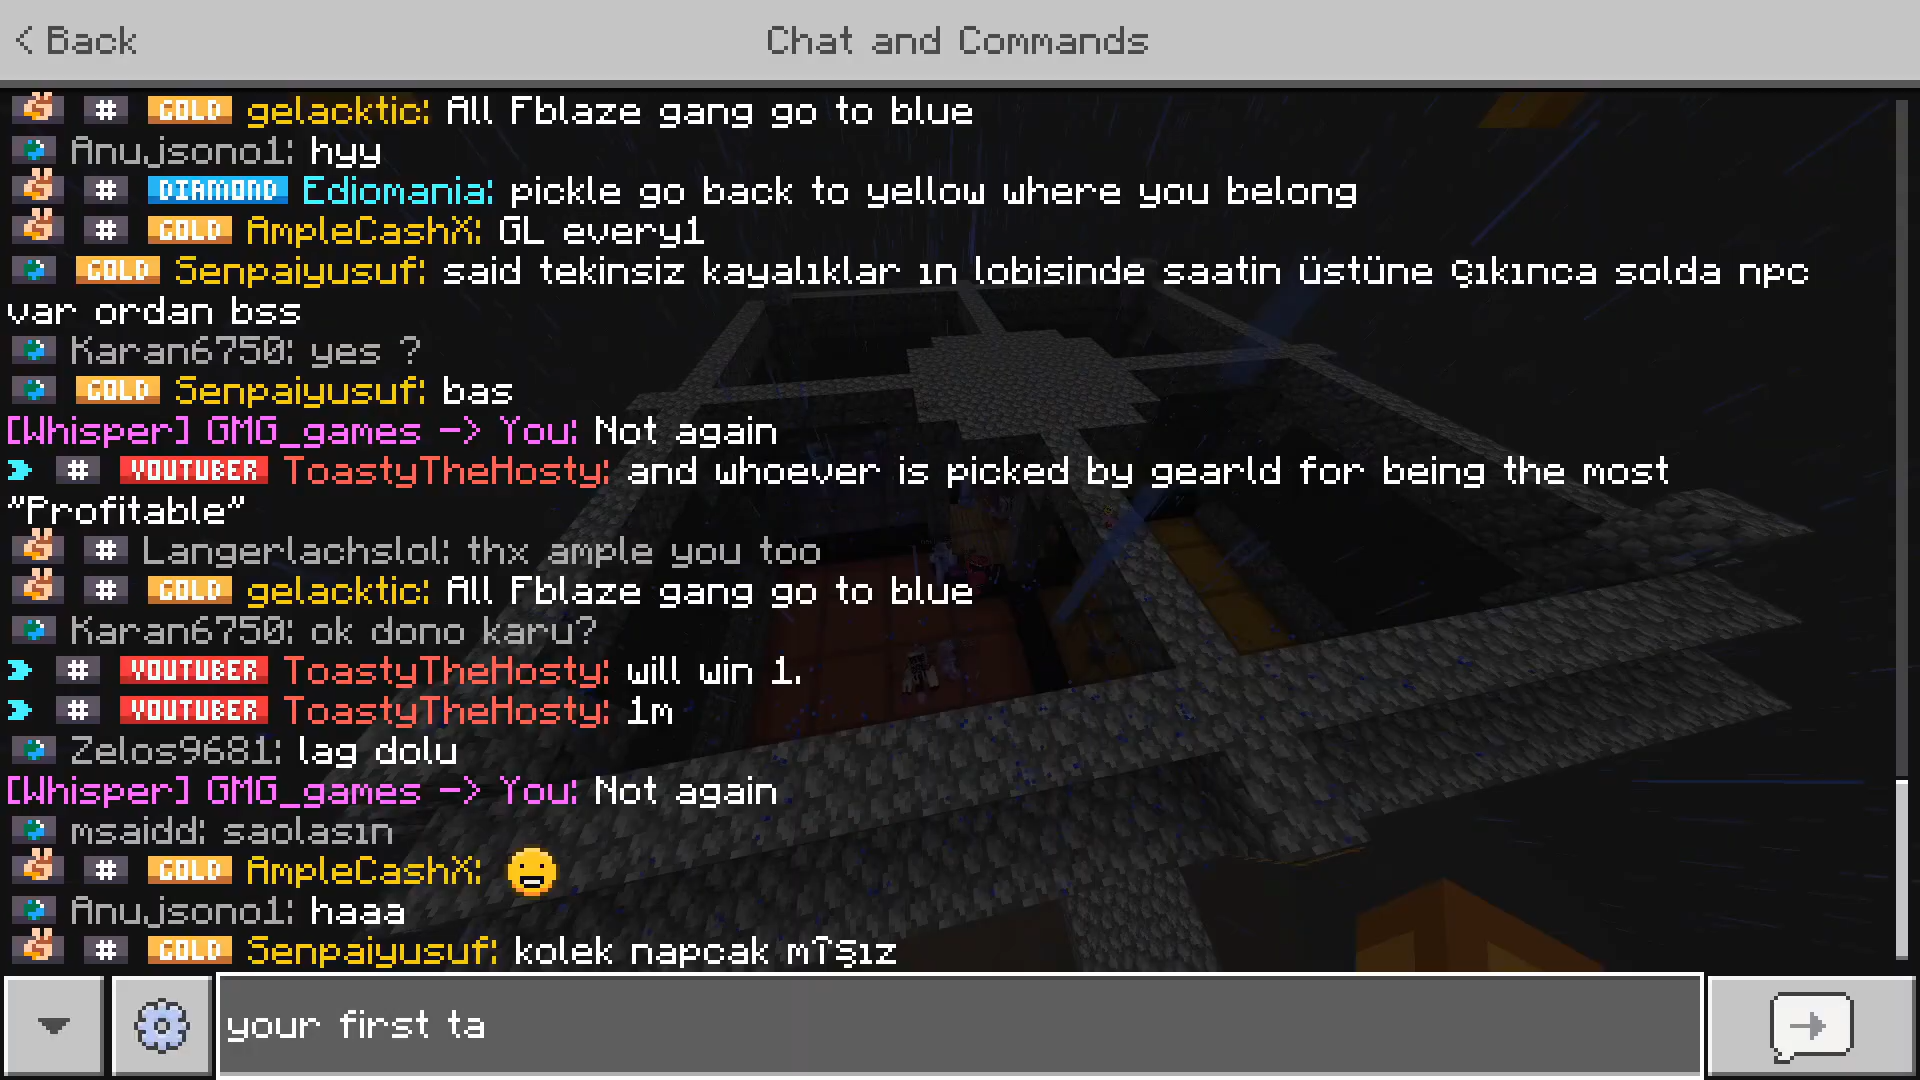 < Back
Chat and Commands
# GOLD gelacktic: All Fblaze gang go to blue
Anujsono1: hyy
# DIAMOND Ediomania: pickle go back to yellow where you belong
# GOLD AmpleCashX: GL every1
GOLD Senpaiyusuf: said tekinsiz kayalıklar ın lobisinde saatin üstüne çıkınca solda npc
var ordan bss
Karan6750: yes ?
GOLD Senpaiyusuf: bas
[Whisper] GMG_games -> You: Not again
# YOUTUBER ToastyTheHosty: and whoever is picked by gearld for being the most
"Profitable"
# Langerlachslol: thx ample you too
# GOLD gelacktic: All Fblaze gang go to blue
Karan6750: ok dono karu?
# YOUTUBER ToastyTheHosty: will win 1.
# YOUTUBER ToastyTheHosty: 1m
Zelos9681: lag dolu
[Whisper] GMG_games -> You: Not again
msaidd: saolasın
# GOLD AmpleCashX: 😀
Anujsono1: haaa
# GOLD Senpaiyusuf: kolek napcak
your first ta